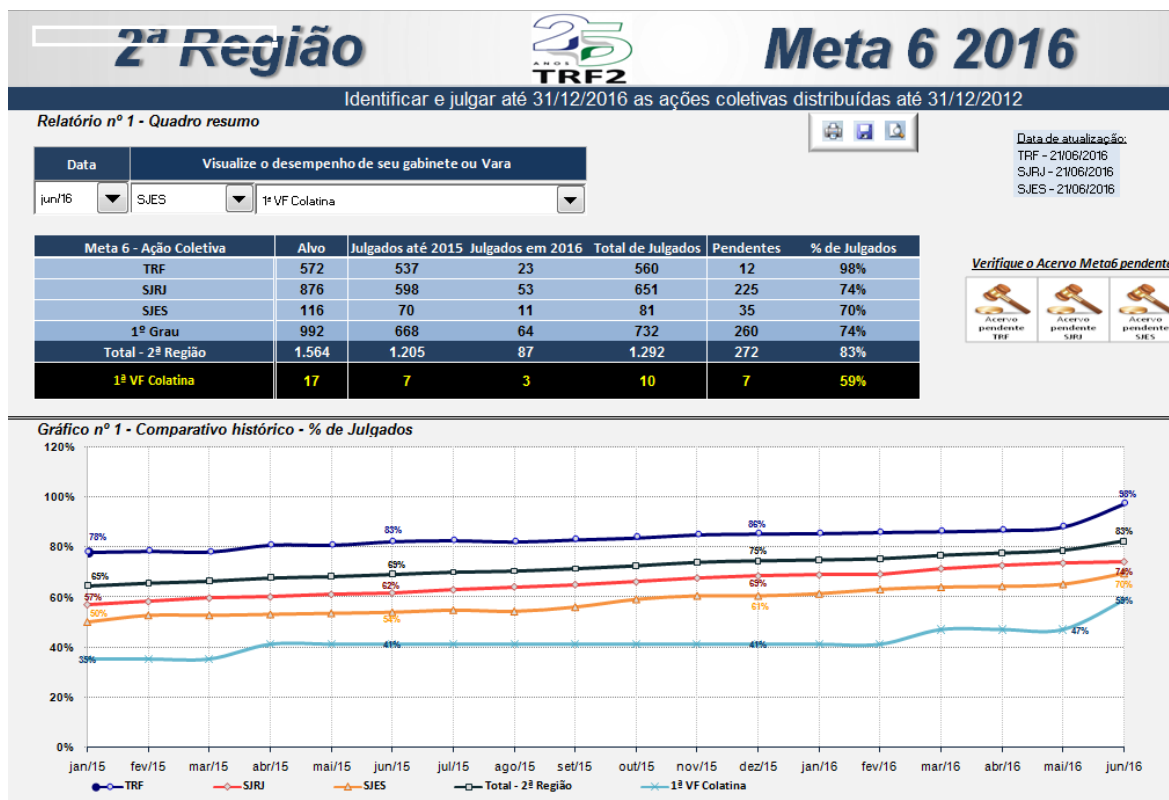 2ª Região
25
ANOS
TRF2
Meta 6 2016
Identificar e julgar até 31/12/2016 as ações coletivas distribuídas até 31/12/2012
Relatório nº 1 - Quadro resumo
Data de atualização:
TRF - 21/06/2016
SJRJ - 21/06/2016
SJES - 21/06/2016
Data Visualize o desempenho de seu gabinete ou Vara
jun/16 SJES 1ª VF Colatina
Meta 6 - Ação Coletiva Alvo Julgados até 2015 Julgados em 2016 Total de Julgados Pendentes % de Julgados
TRF 572 537 23 560 12 98%
SJRJ 876 598 53 651 225 74%
SJES 116 70 11 81 35 70%
1º Grau 992 668 64 732 260 74%
Total - 2ª Região 1.564 1.205 87 1.292 272 83%
1ª VF Colatina 17 7 3 10 7 59%
Verifique o Acervo Meta6 pendente
Acervo pendente TRF
Acervo pendente SJRJ
Acervo pendente SJES
Gráfico nº 1 - Comparativo histórico - % de Julgados
120%
100%
80%
60%
40%
20%
0%
78% 83% 86% 98%
65% 69% 75% 83%
57% 62% 69% 74%
50% 54% 61% 70%
35% 41% 41% 47% 59%
jan/15 fev/15 mar/15 abr/15 mai/15 jun/15 jul/15 ago/15 set/15 out/15 nov/15 dez/15 jan/16 fev/16 mar/16 abr/16 mai/16 jun/16
TRF SJRJ SJES Total - 2ª Região 1ª VF Colatina